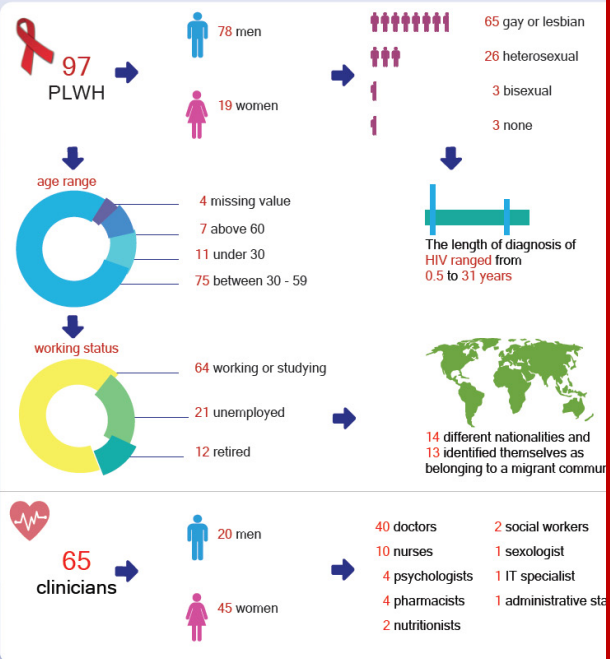 97
PLWH
78 men
19 women
65 gay or lesbian
26 heterosexual
3 bisexual
3 none
age range
4 missing value
7 above 60
11 under 30
75 between 30 - 59
The length of diagnosis of
HIV ranged from
0.5 to 31 years
working status
64 working or studying
21 unemployed
12 retired
14 different nationalities and
13 identified themselves as
belonging to a migrant
65
clinicians
20 men
45 women
40 doctors
10 nurses
4 psychologists
4 pharmacists
2 nutritionists
2 social workers
1 sexologist
1 IT specialist
1 administrative